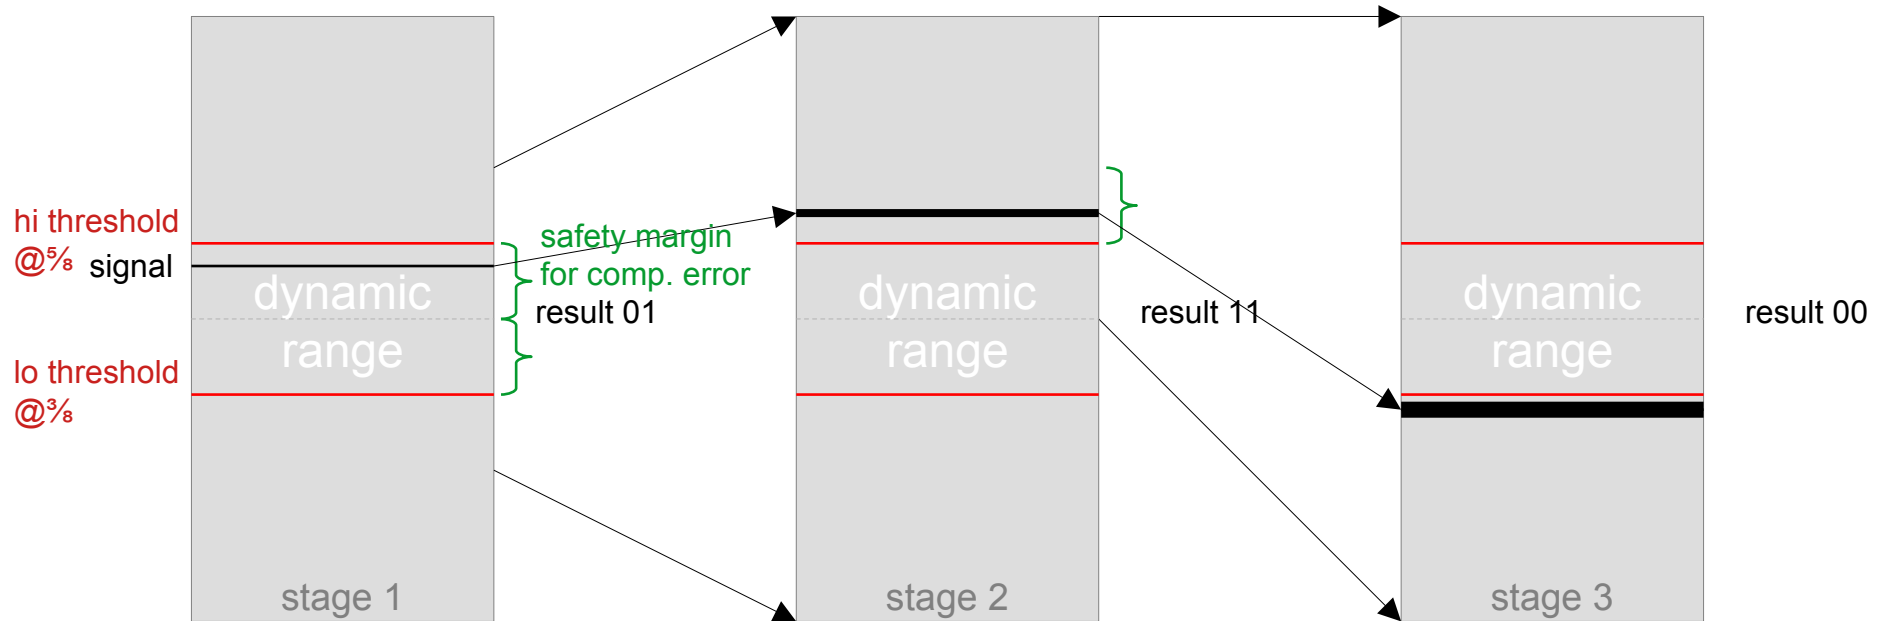 hi threshold
@⅝
signal
lo threshold
@⅜
dynamic
range
stage 1
safety margin
for comp. error
result 01
dynamic
range
stage 2
result 11
dynamic
range
stage 3
result 00